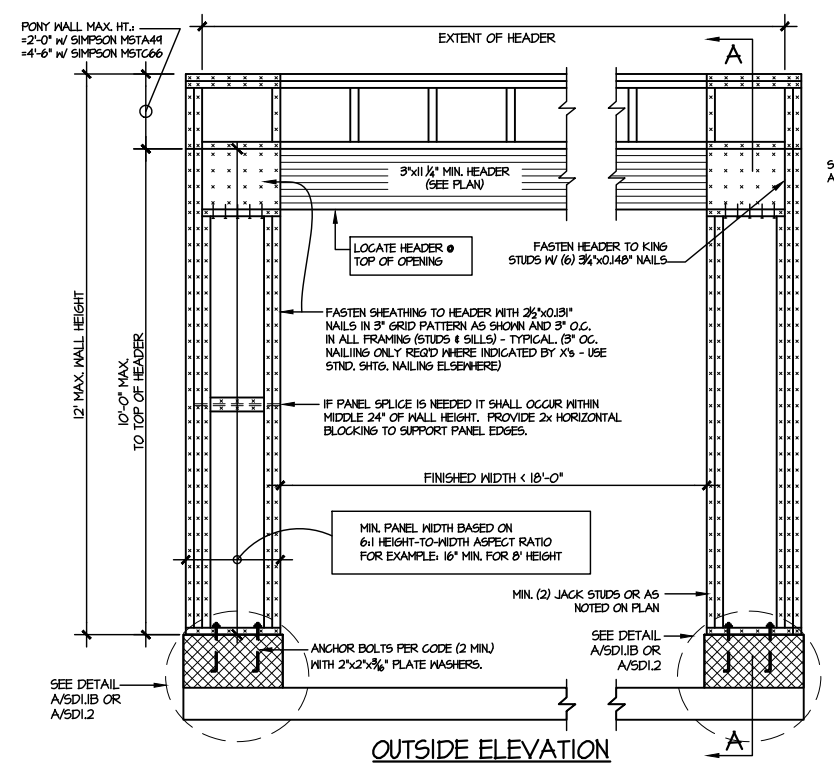 PONY WALL MAX. HT.:
=2'-0" W/ SIMPSON MSTA49
=4'-6" W/ SIMPSON MSTC66
EXTENT OF HEADER
A
3"x11 1/4" MIN. HEADER
(SEE PLAN)
LOCATE HEADER @
TOP OF OPENING
FASTEN HEADER TO KING
STUDS W/ (6) 3 1/4"x0.148" NAILS
FASTEN SHEATHING TO HEADER WITH 2 1/2"x0.131"
NAILS IN 3" GRID PATTERN AS SHOWN AND 3" O.C.
IN ALL FRAMING (STUDS & SILLS) - TYPICAL. (3" OC.
NAILIING ONLY REQ'D WHERE INDICATED BY X's - USE
STND. SHTG. NAILING ELSEWHERE)
12' MAX. WALL HEIGHT
10'-0" MAX.
TO TOP OF HEADER
IF PANEL SPLICE IS NEEDED IT SHALL OCCUR WITHIN
MIDDLE 24" OF WALL HEIGHT. PROVIDE 2x HORIZONTAL
BLOCKING TO SUPPORT PANEL EDGES.
FINISHED WIDTH < 18'-0"
MIN. PANEL WIDTH BASED ON
6:1 HEIGHT-TO-WIDTH ASPECT RATIO
FOR EXAMPLE: 16" MIN. FOR 8' HEIGHT
MIN. (2) JACK STUDS OR AS
NOTED ON PLAN
SEE DETAIL
A/SD1.1B OR
A/SD1.2
ANCHOR BOLTS PER CODE (2 MIN.)
WITH 2"x2"x3/16" PLATE WASHERS.
SEE DETAIL
A/SD1.1B OR
A/SD1.2
A
OUTSIDE ELEVATION